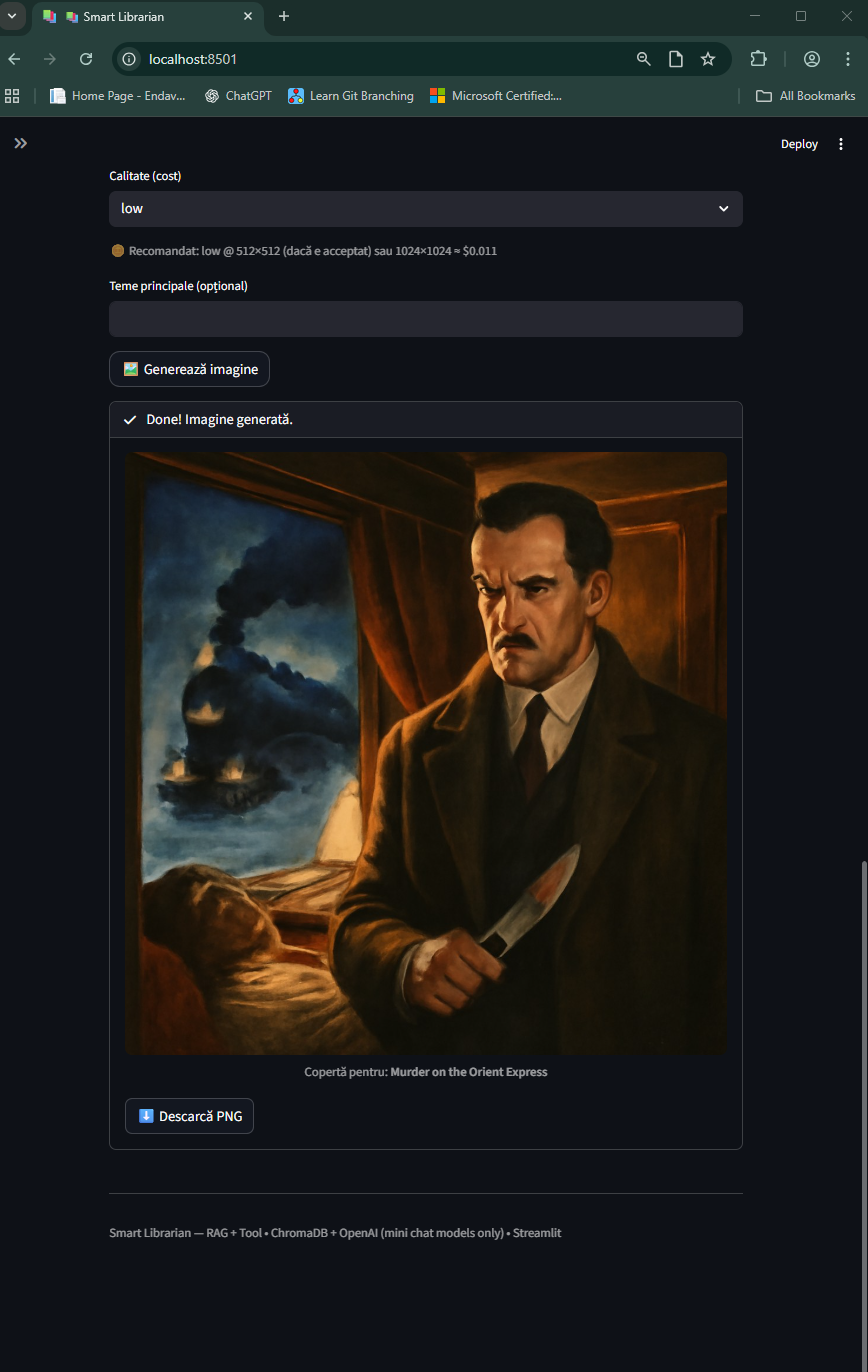 Smart Librarian
localhost:8501
Home Page - Endav...
ChatGPT
Learn Git Branching
Microsoft Certified:...
All Bookmarks
Deploy
Calitate (cost)
low
Recomandat: low @ 512×512 (dacă e acceptat) sau 1024×1024 ≈ $0.011
Teme principale (opțional)
Generează imagine
Done! Imagine generată.
Copertă pentru: Murder on the Orient Express
Descarcă PNG
Smart Librarian — RAG + Tool • ChromaDB + OpenAI (mini chat models only) • Streamlit